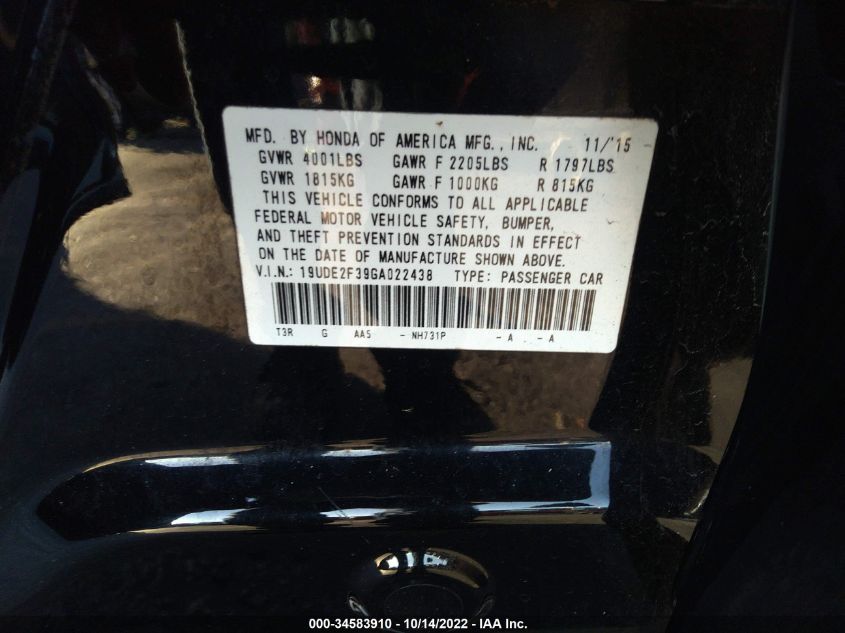 MFD. BY HONDA OF AMERICA MFG., INC. 11/'15
GVWR 4001LBS GAWR F 2205LBS R 1797LBS
GVWR 1815KG GAWR F 1000KG R 815KG
THIS VEHICLE CONFORMS TO ALL APPLICABLE
FEDERAL MOTOR VEHICLE SAFETY, BUMPER,
AND THEFT PREVENTION STANDARDS IN EFFECT
ON THE DATE OF MANUFACTURE SHOWN ABOVE.
V.I.N.: 19UDE2F39GA022438 TYPE: PASSENGER CAR
T3R G AA5 - NH731P - A - A
000-34583910 - 10/14/2022 - IAA Inc.